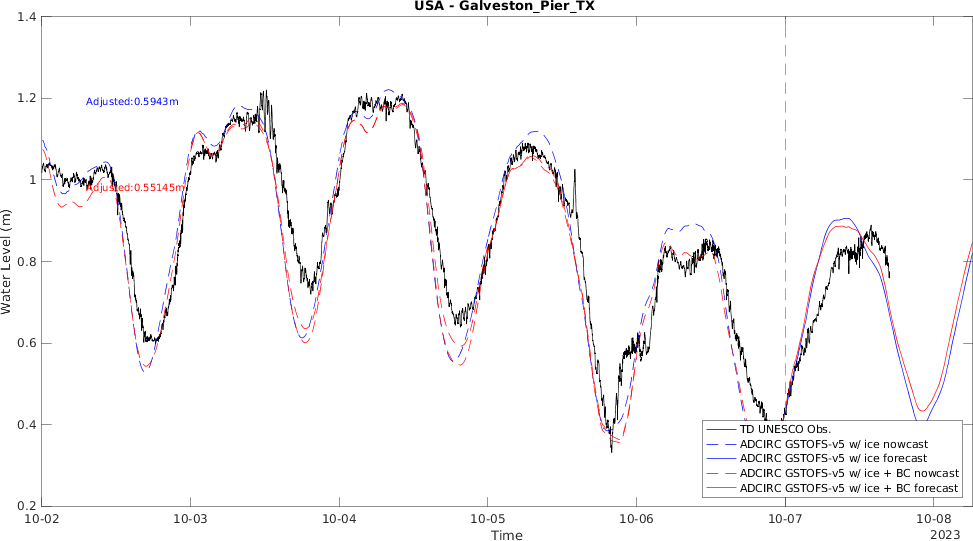 USA - Galveston_Pier_TX
1.4
1.2
1
0.8
0.6
0.4
0.2
Water Level (m)
Adjusted:0.5943m
Adjusted:0.55145m
TD UNESCO Obs.
ADCIRC GSTOFS-v5 w/ ice nowcast
ADCIRC GSTOFS-v5 w/ ice forecast
ADCIRC GSTOFS-v5 w/ ice + BC nowcast
ADCIRC GSTOFS-v5 w/ ice + BC forecast
10-02 10-03 10-04 10-05 10-06 10-07 10-08
Time
2023